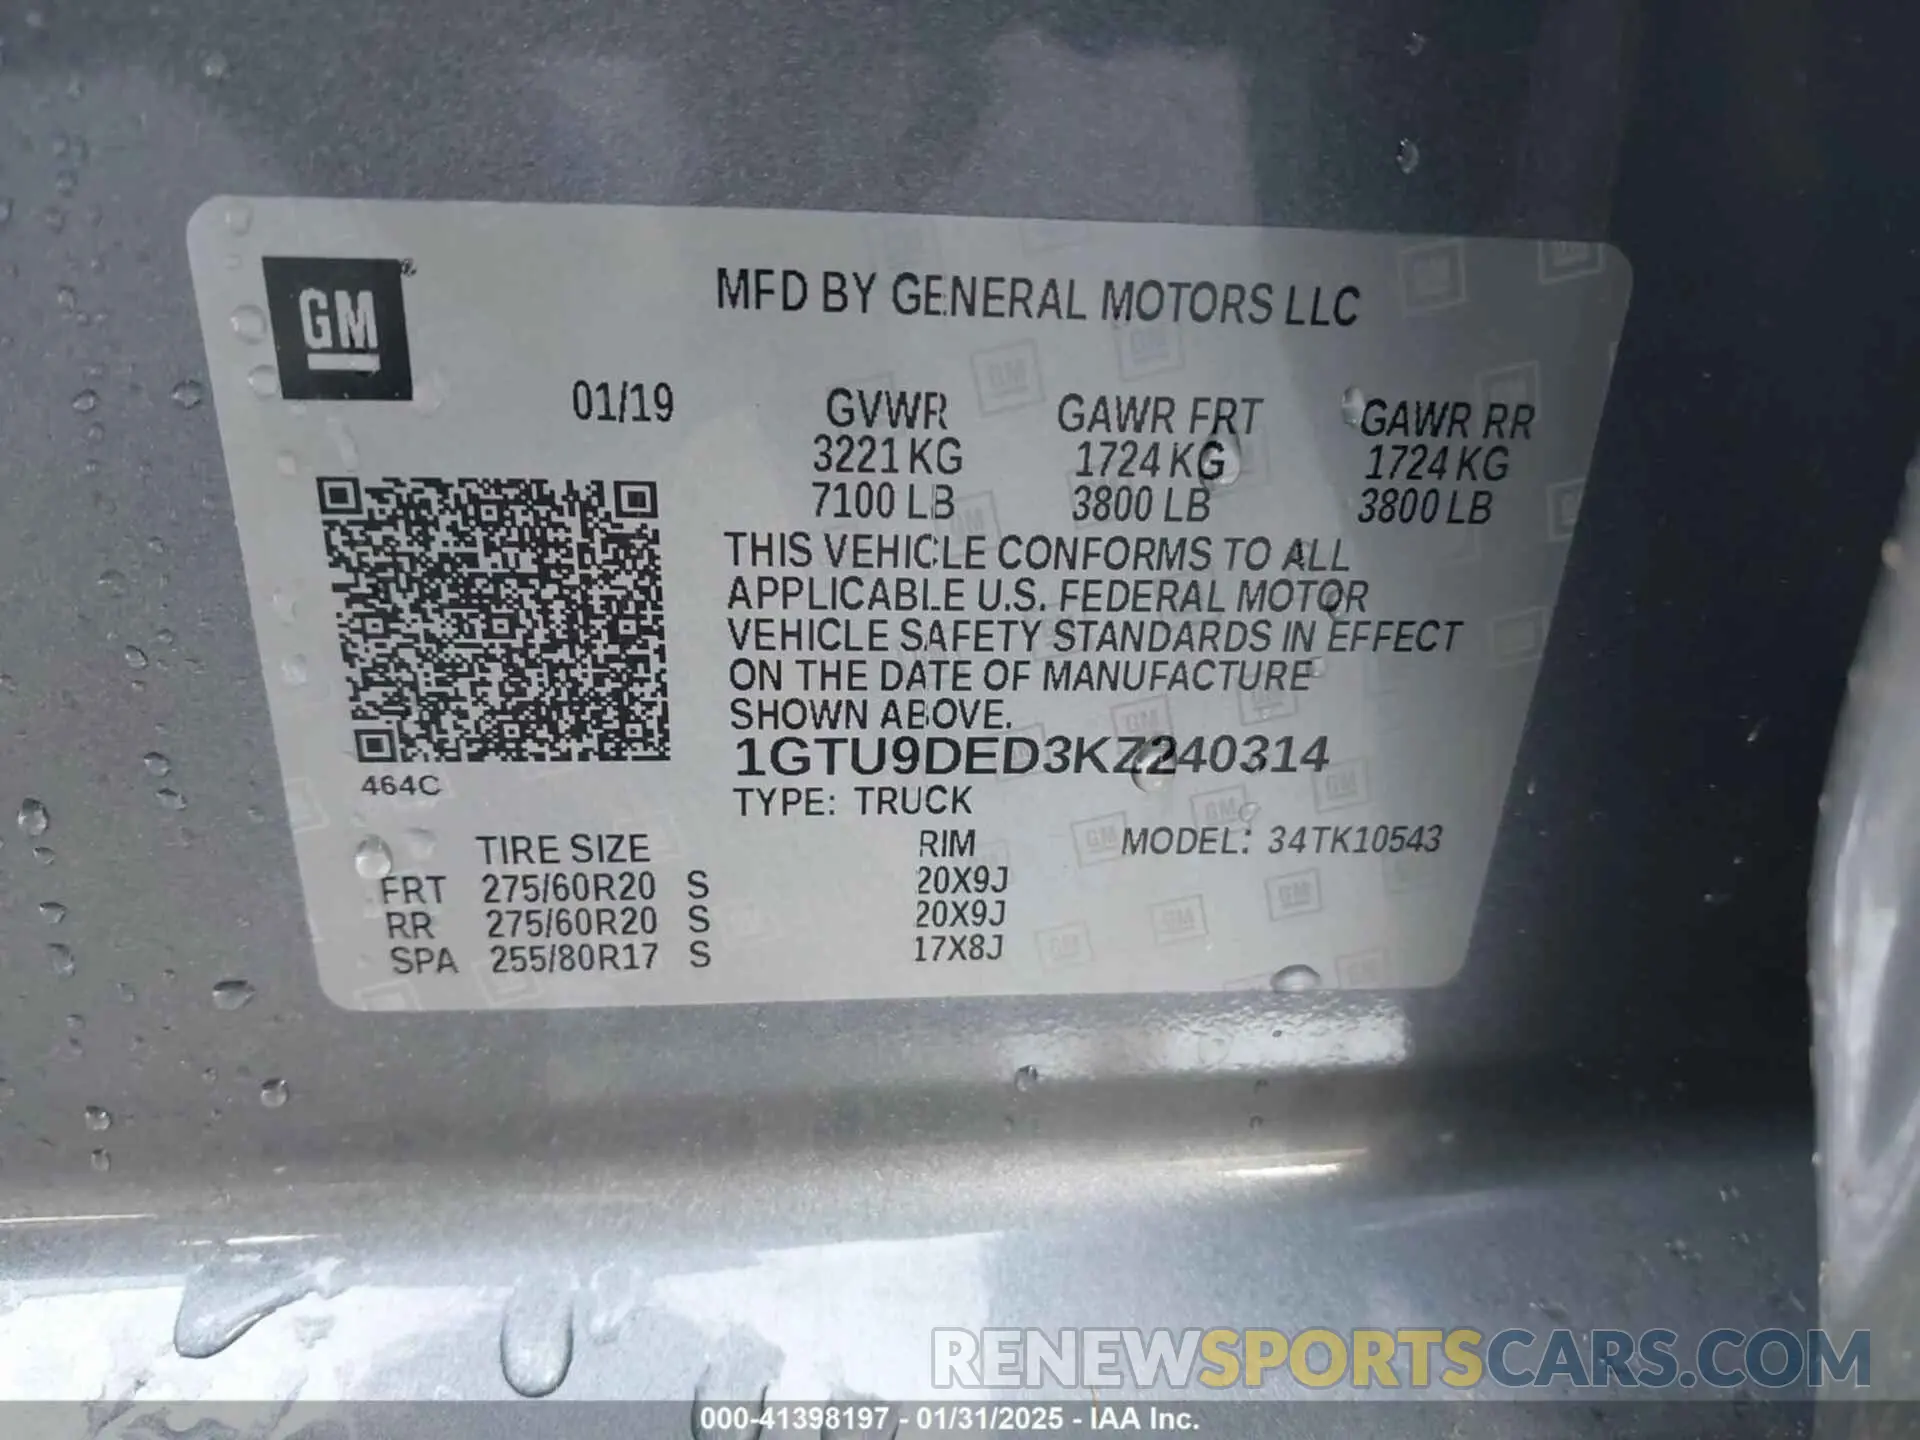 GM ®
MFD BY GENERAL MOTORS LLC
01/19 GVWR GAWR FRT GAWR RR
3221 KG 1724 KG 1724 KG
7100 LB 3800 LB 3800 LB
THIS VEHICLE CONFORMS TO ALL
APPLICABLE U.S. FEDERAL MOTOR
VEHICLE SAFETY STANDARDS IN EFFECT
ON THE DATE OF MANUFACTURE
SHOWN ABOVE.
1GTU9DED3KZ240314
464C
TYPE: TRUCK
TIRE SIZE RIM MODEL: 34TK10543
FRT 275/60R20 S 20X9J
RR 275/60R20 S 20X9J
SPA 255/80R17 S 17X8J
RENEWSPORTSCARS.COM
000-41398197 - 01/31/2025 - IAA Inc.